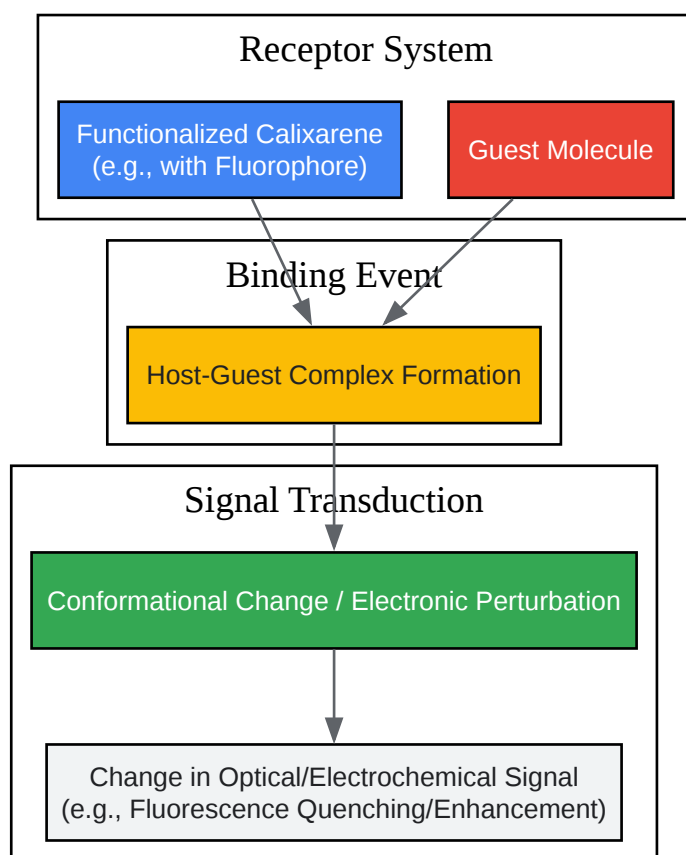 Receptor System
Functionalized Calixarene
(e.g., with Fluorophore)
Guest Molecule
Binding Event
Host-Guest Complex Formation
Signal Transduction
Conformational Change / Electronic Perturbation
Change in Optical/Electrochemical Signal
(e.g., Fluorescence Quenching/Enhancement)